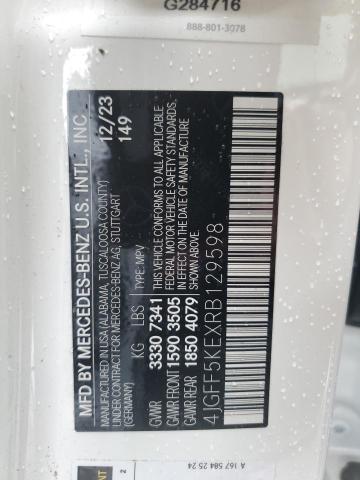 G284716
888-801-3078
MFD BY MERCEDES-BENZ U.S. INTL., INC.
MANUFACTURED IN USA (ALABAMA, TUSCALOOSA COUNTY)
UNDER CONTRACT FOR MERCEDES-BENZ AG, STUTTGART
(GERMANY)
12/23
149
KG LBS TYPE: MPV
GVWR 3330 7341
GAWR FRONT 1590 3505
GAWR REAR 1850 4079
THIS VEHICLE CONFORMS TO ALL APPLICABLE
FEDERAL MOTOR VEHICLE SAFETY STANDARDS,
IN EFFECT ON THE DATE OF MANUFACTURE
SHOWN ABOVE.
4JGFF5KEXRB129598
A 167 584 25 24
2